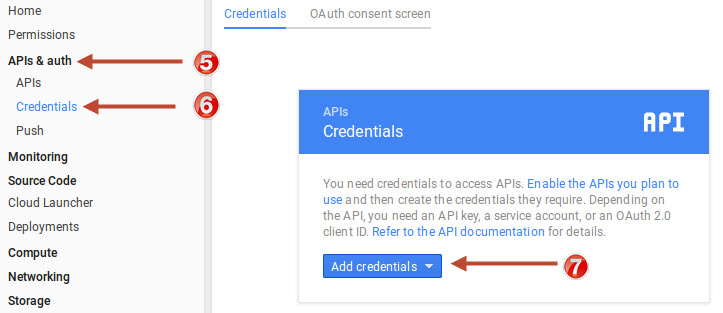 Home
Permissions
APIs & auth
5
APIs
Credentials
6
Push
Monitoring
Source Code
Cloud Launcher
Deployments
Compute
Networking
Storage
Credentials
OAuth consent screen
APIs
Credentials
API
You need credentials to access APIs. Enable the APIs you plan to
use and then create the credentials they require. Depending on
the API, you need an API key, a service account, or an OAuth 2.0
client ID. Refer to the API documentation for details.
Add credentials
7